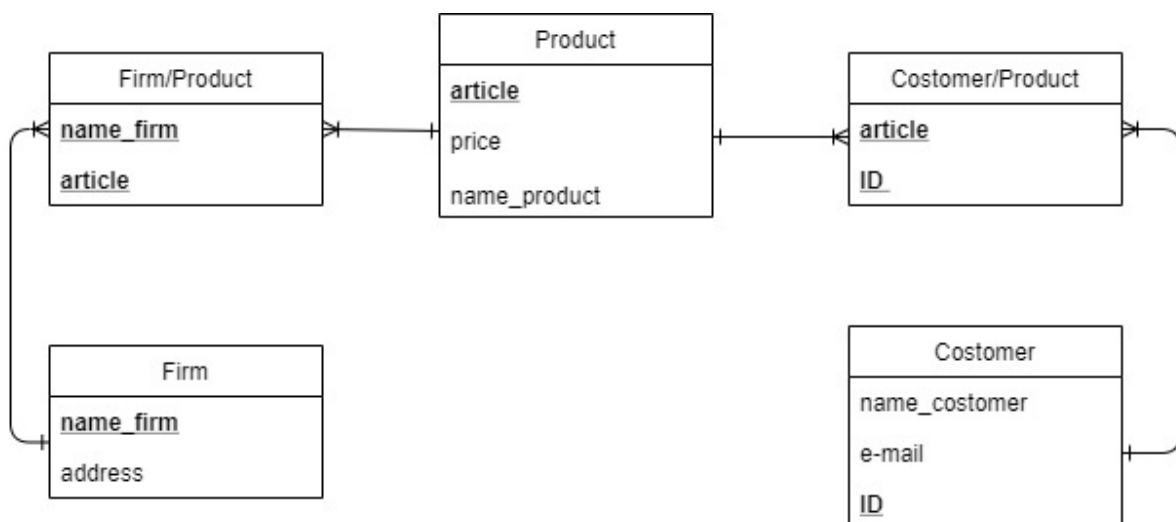 Firm/Product
name_firm
article
Product
article
price
name_product
Costomer/Product
article
ID
Firm
name_firm
address
Costomer
name_costomer
e-mail
ID